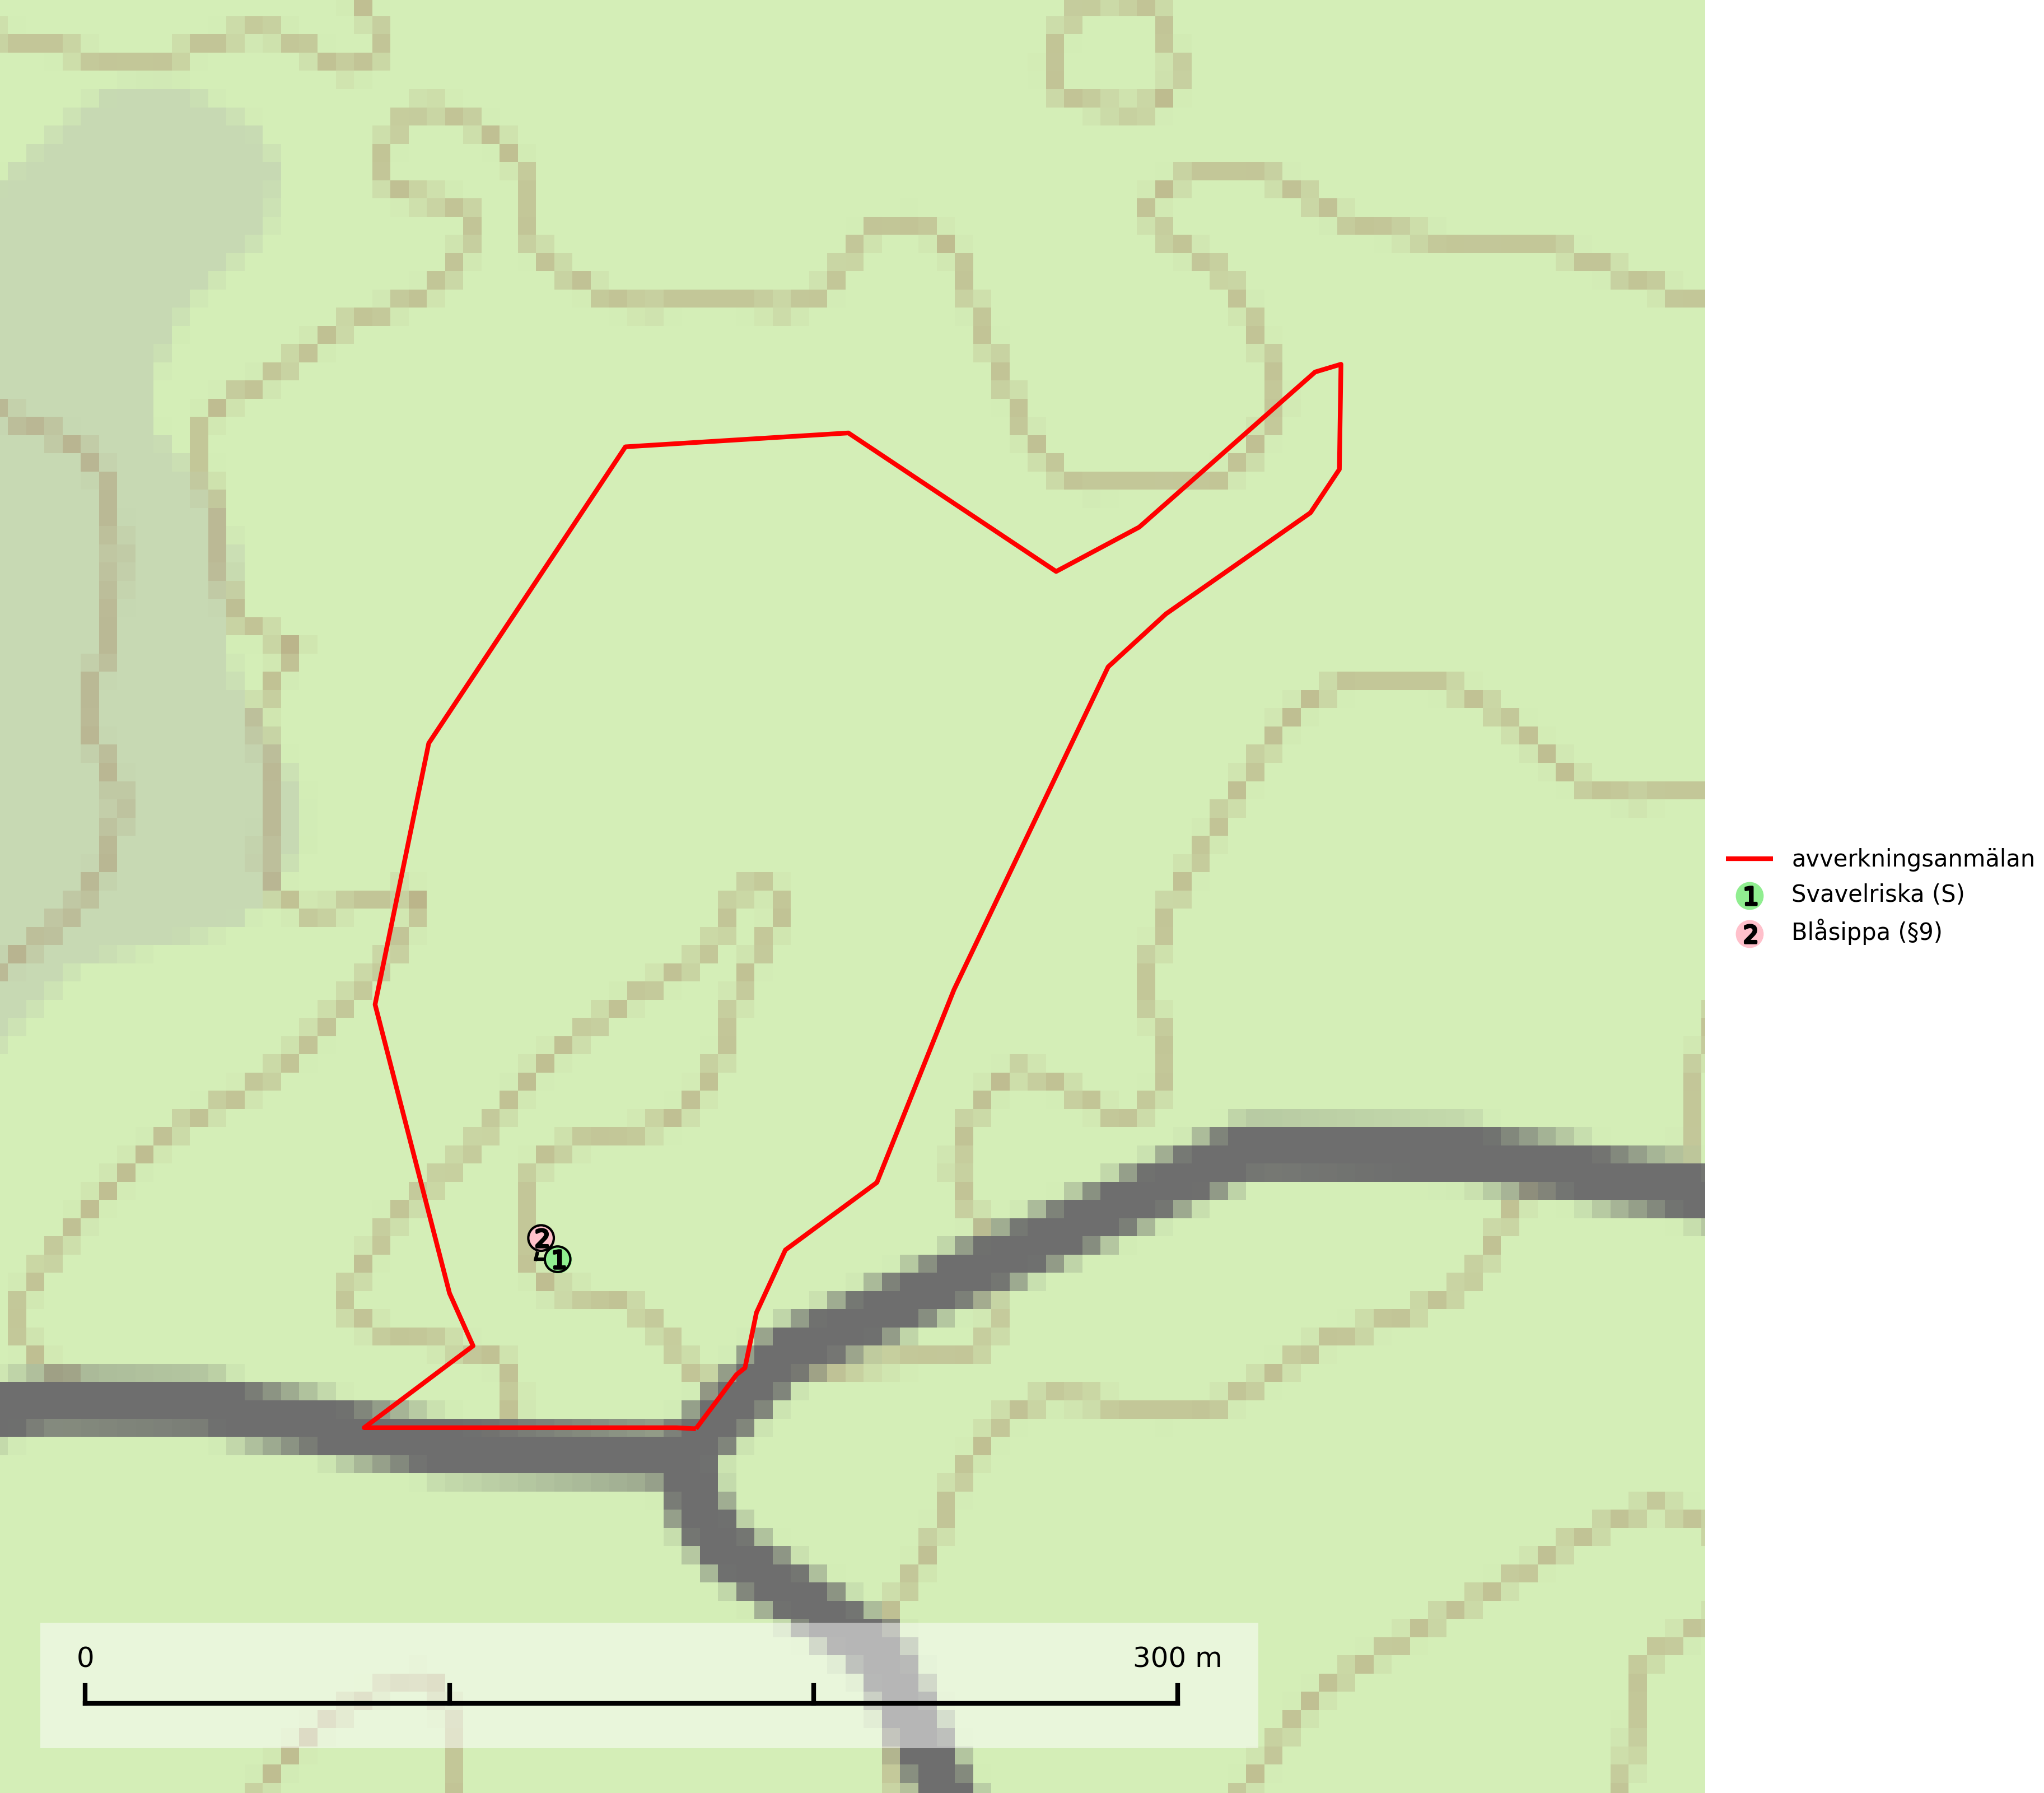 avverkningsanmälan
1 Svavelriska (S)
2 Blåsippa (§9)
2
1
0 300 m